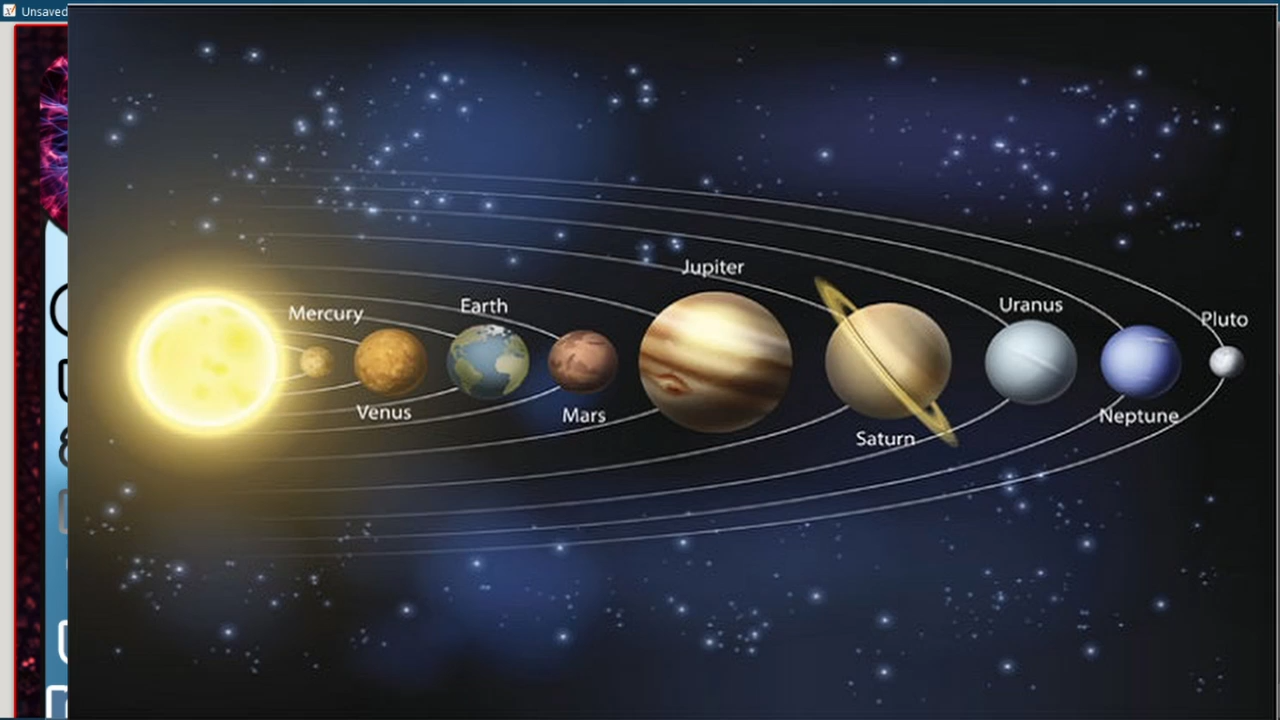 Unsaved
Jupiter
Mercury
Earth
Uranus
Pluto
Venus
Mars
Saturn
Neptune